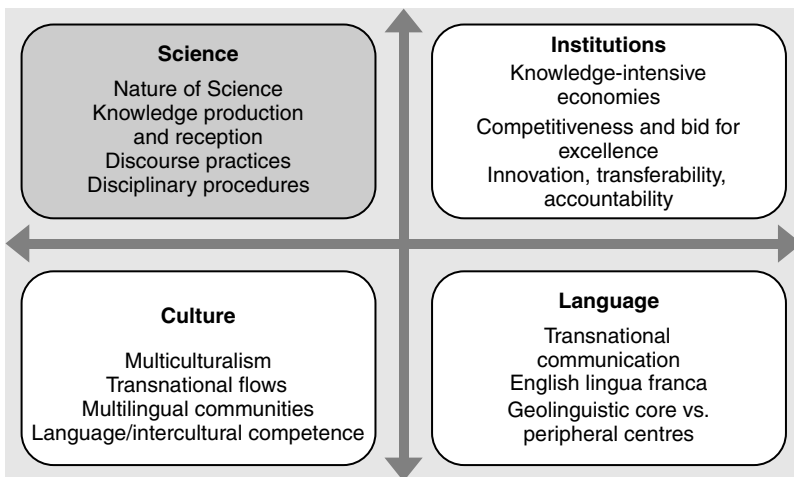 Science
Nature of Science
Knowledge production
and reception
Discourse practices
Disciplinary procedures
Institutions
Knowledge-intensive
economies
Competitiveness and bid for
excellence
Innovation, transferability,
accountability
Culture
Multiculturalism
Transnational flows
Multilingual communities
Language/intercultural competence
Language
Transnational
communication
English lingua franca
Geolinguistic core vs.
peripheral centres